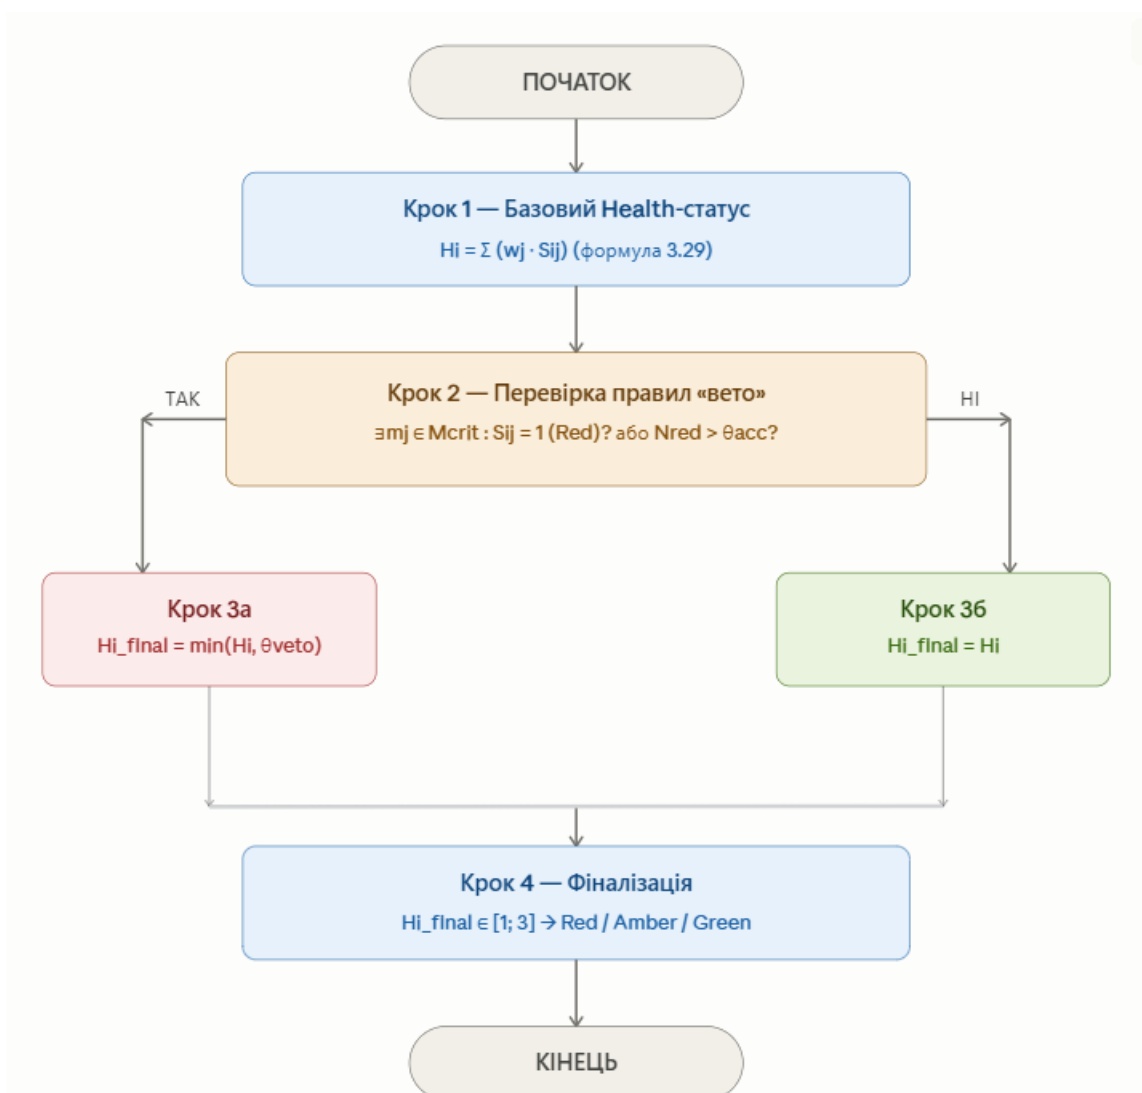 ПОЧАТОК
Крок 1 — Базовий Health-статус
Hi = Σ (wj · Sij) (формула 3.29)
Крок 2 — Перевірка правил «вето»
∃mj ∈ Mcrit : Sij = 1 (Red)? або Nred > θacc?
ТАК
НІ
Крок 3а
Hi_final = min(Hi, θveto)
Крок 3б
Hi_final = Hi
Крок 4 — Фіналізація
Hi_final ∈ [1; 3] → Red / Amber / Green
КІНЕЦЬ